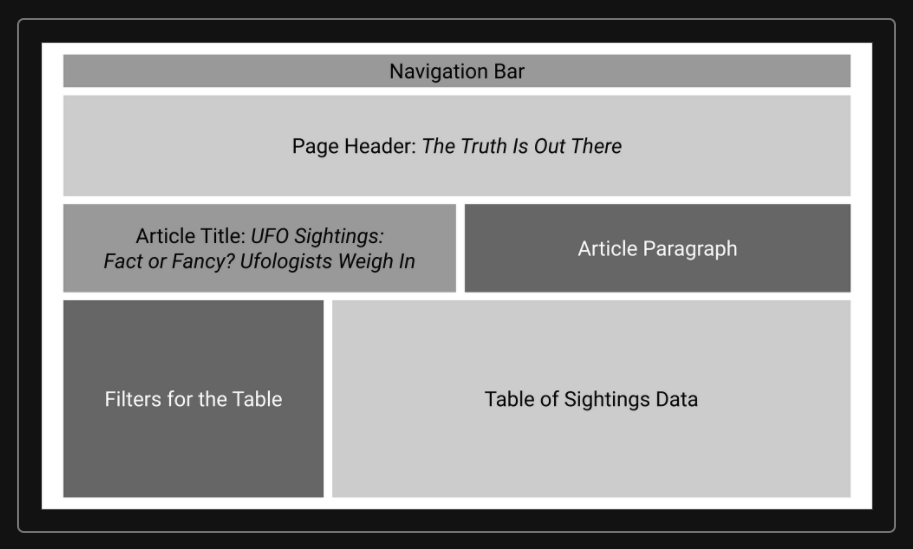 Navigation Bar
Page Header: The Truth Is Out There
Article Title: UFO Sightings:
Fact or Fancy? Ufologists Weigh In
Article Paragraph
Filters for the Table
Table of Sightings Data